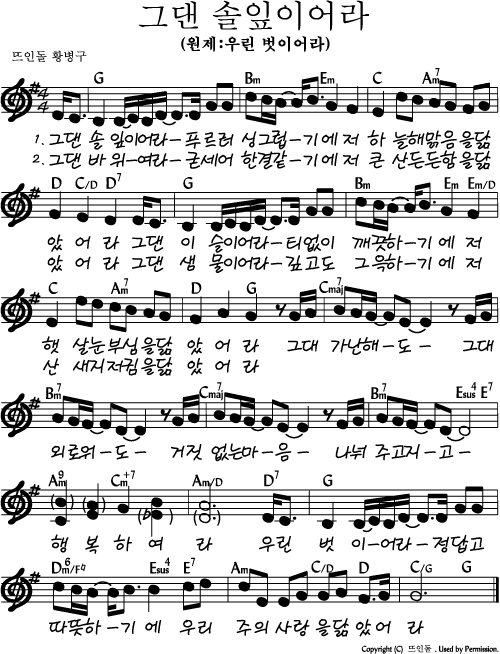 그댄 솔잎이어라
(원제:우린 벗이어라)
뜨인돌 황병구
G Bm Em C Am7
1. 그댄 솔 잎이어라-푸르러 싱그럽-기에 저 하 늘해맑음을닮
2. 그댄 바 위-여라-굳세어 한결같-기에 저 큰 산든든함을닮
D C/D D7 G Bm Em Em/D
았 어 라 그댄 이 슬이어라-티없이 깨끗하-기에 저
았 어 라 그댄 샘 물이어라-깊고도 그윽하-기에 저
C Am7 D G Cmaj7
햇 살눈부심을닮 았 어 라 그대 가난해-도- 그대
산 새지저귐을닮 았 어 라
Bm7 Cmaj7 Bm7 Esus4 E7
외로워-도- 거짓 없는마-음- 나눠 주고지-고-
Am9 Cm+7 Am/D D7 G
행 복 하 여 라 우린 벗 이-어라-정답고
Dm6/F♮ Esus4 E7 Am C/D D C/G G
따뜻하-기에 우리 주의 사랑 을닮았어 라
Copyright (C) 뜨인돌. Used by Permission.